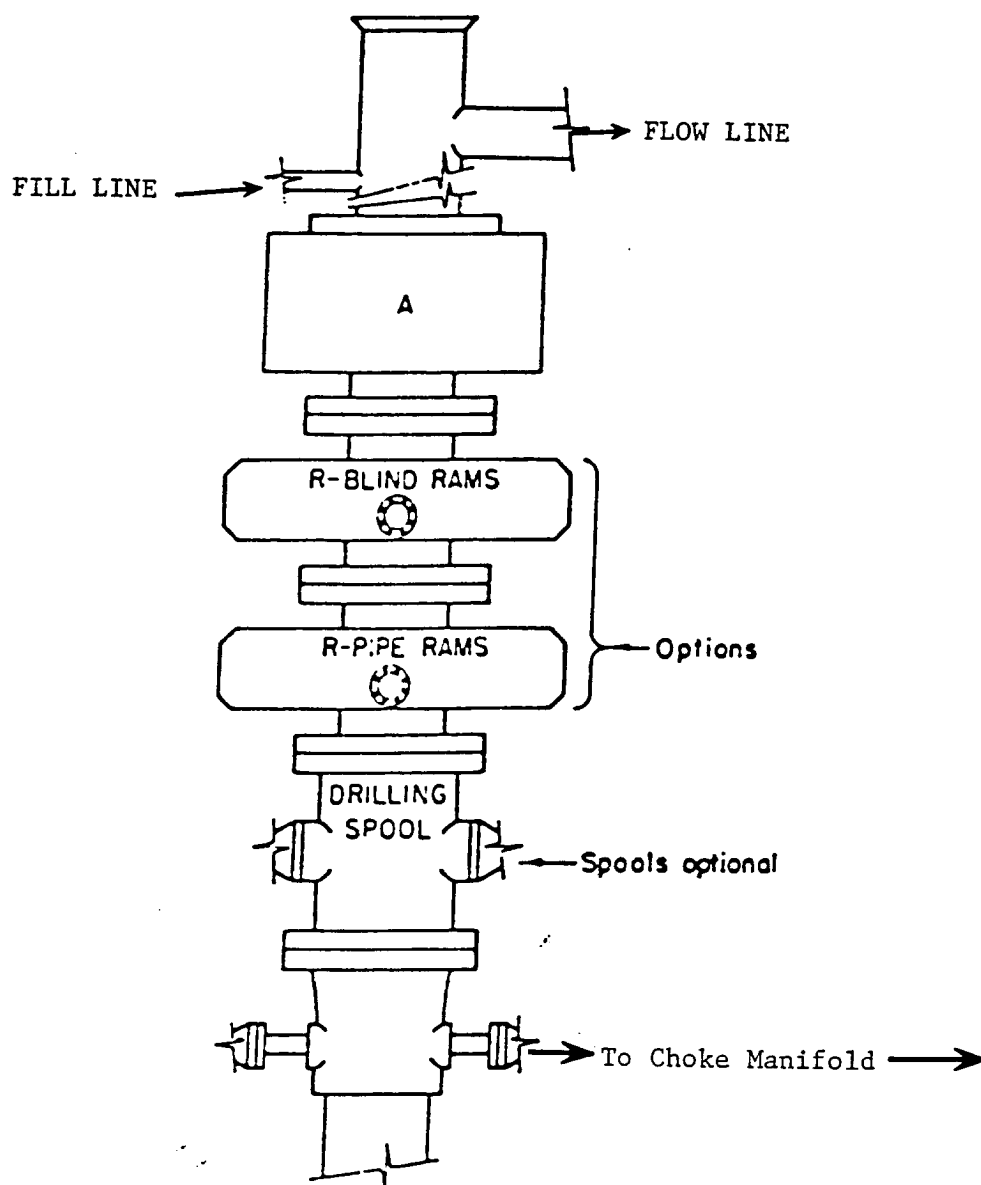 FLOW LINE
FILL LINE
A
R-BLIND RAMS
R-PIPE RAMS
Options
DRILLING
SPOOL
Spools optional
To Choke Manifold